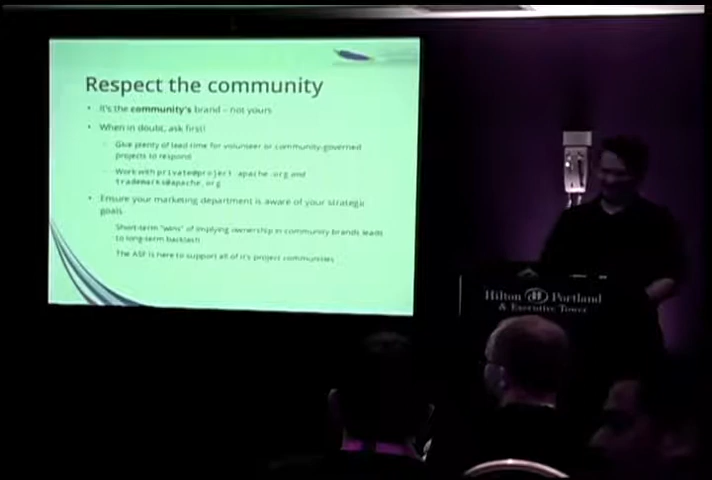 Respect the community
• It's the community's brand – not yours
• When in doubt, ask first!
– Give plenty of lead time for volunteer or community-governed
projects to respond
– Work with private@project.apache.org and
trademarks@apache.org
• Ensure your marketing department is aware of your strategic
goals
Short-term "wins" of implying ownership in community brands leads
to long-term backlash
The ASF is here to support all of it's project communities
Hilton Portland
& Executive Tower